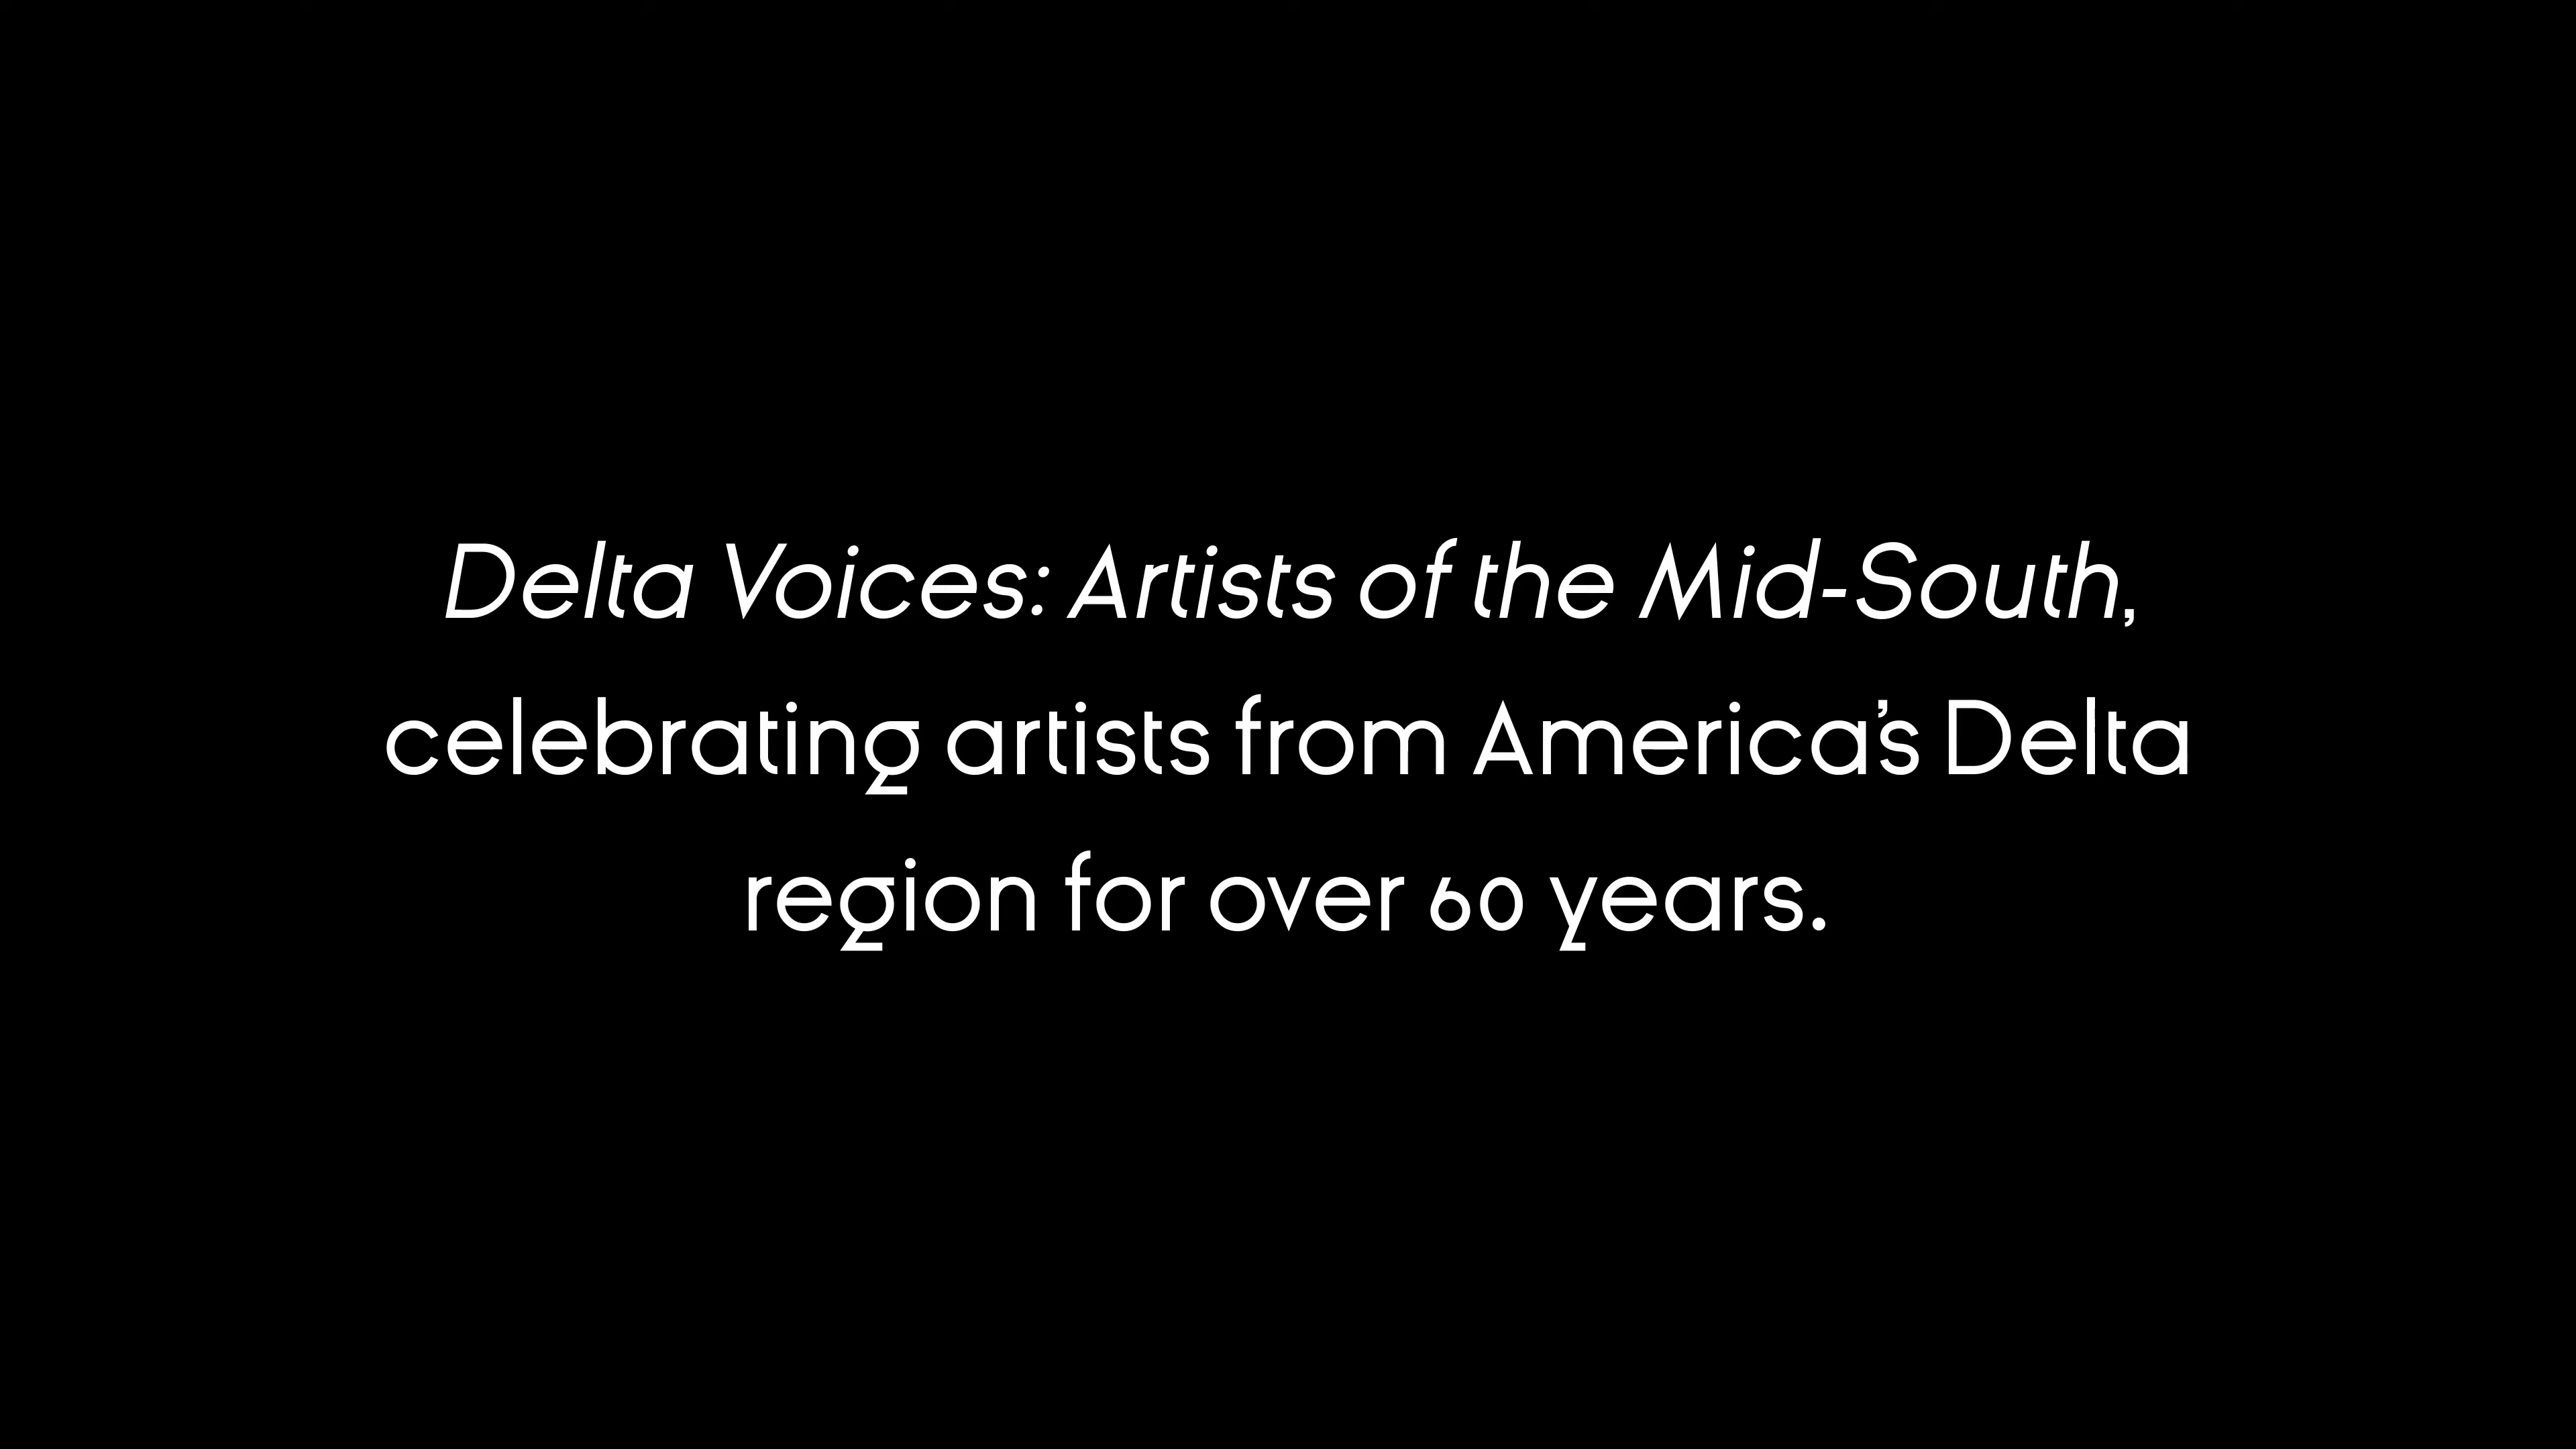 Delta Voices: Artists of the Mid-South,
celebrating artists from America’s Delta
region for over 60 years.